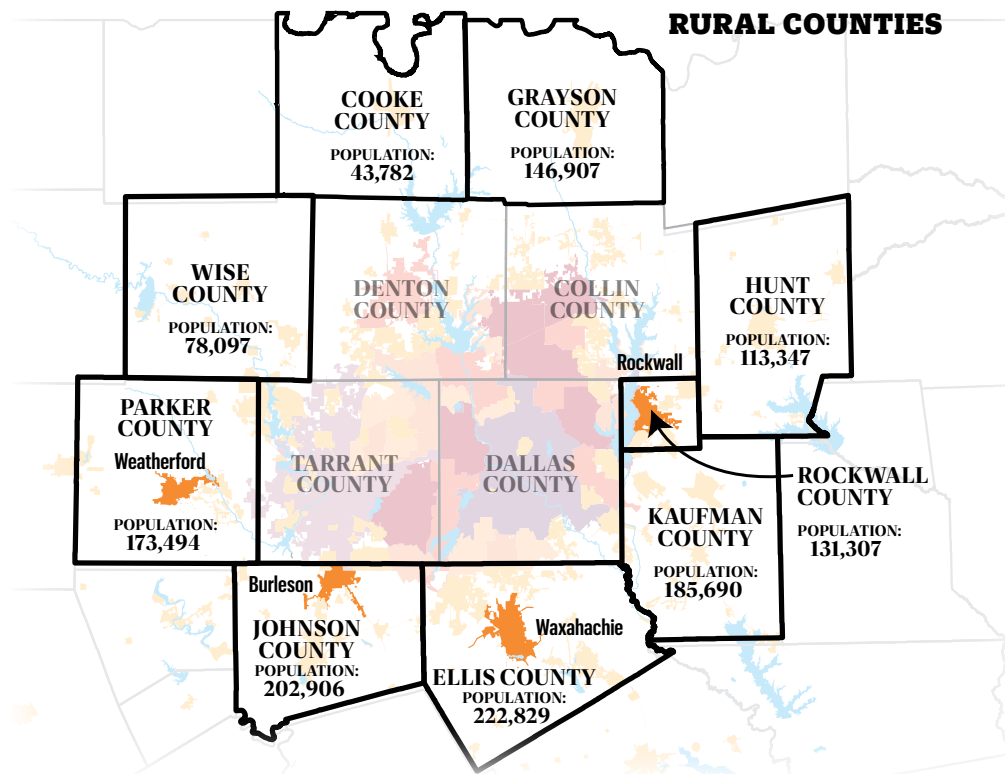 RURAL COUNTIES
COOKE
COUNTY
POPULATION:
43,782
GRAYSON
COUNTY
POPULATION:
146,907
WISE
COUNTY
POPULATION:
78,097
DENTON
COUNTY
COLLIN
COUNTY
HUNT
COUNTY
POPULATION:
113,347
Rockwall
PARKER
COUNTY
Weatherford
POPULATION:
173,494
TARRANT
COUNTY
DALLAS
COUNTY
ROCKWALL
COUNTY
POPULATION:
131,307
KAUFMAN
COUNTY
POPULATION:
185,690
Burleson
JOHNSON
COUNTY
POPULATION:
202,906
Waxahachie
ELLIS COUNTY
POPULATION:
222,829